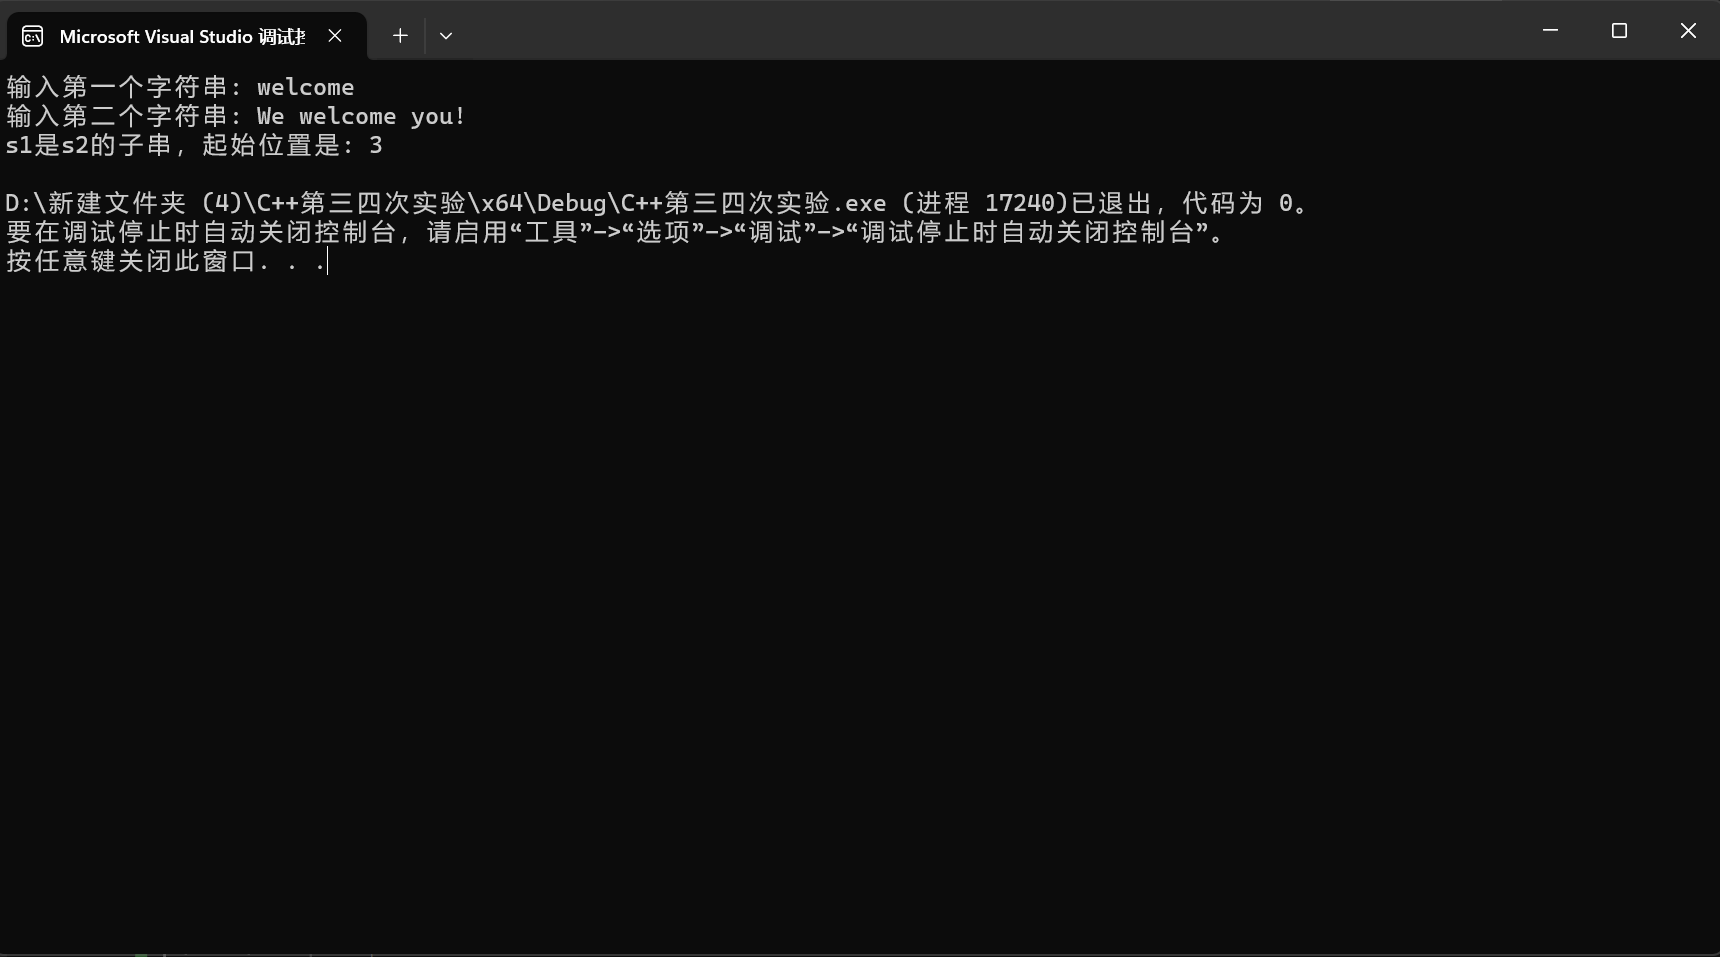 Microsoft Visual Studio 调试
输入第一个字符串: welcome
输入第二个字符串: We welcome you!
s1是s2的子串, 起始位置是: 3
D:\新建文件夹 (4)\C++第三四次实验\x64\Debug\C++第三四次实验.exe (进程 17240)已退出, 代码为 0。
要在调试停止时自动关闭控制台, 请启用“工具”->“选项”->“调试”->“调试停止时自动关闭控制台”。
按任意键关闭此窗口. . .